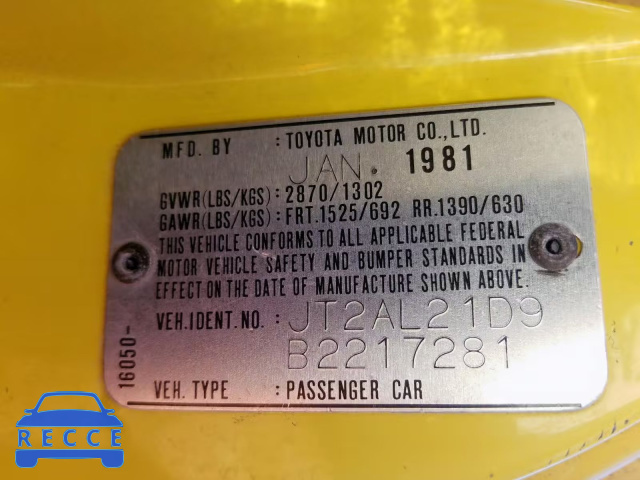 MFD. BY : TOYOTA MOTOR CO.,LTD.
JAN. 1981
GVWR(LBS/KGS): 2870/1302
GAWR(LBS/KGS): FRT.1525/692 RR.1390/630
THIS VEHICLE CONFORMS TO ALL APPLICABLE FEDERAL
MOTOR VEHICLE SAFETY AND BUMPER STANDARDS IN
EFFECT ON THE DATE OF MANUFACTURE SHOWN ABOVE.
VEH.IDENT.NO. : JT2AL21D9
B2217281
VEH. TYPE : PASSENGER CAR
16050-
RECCE